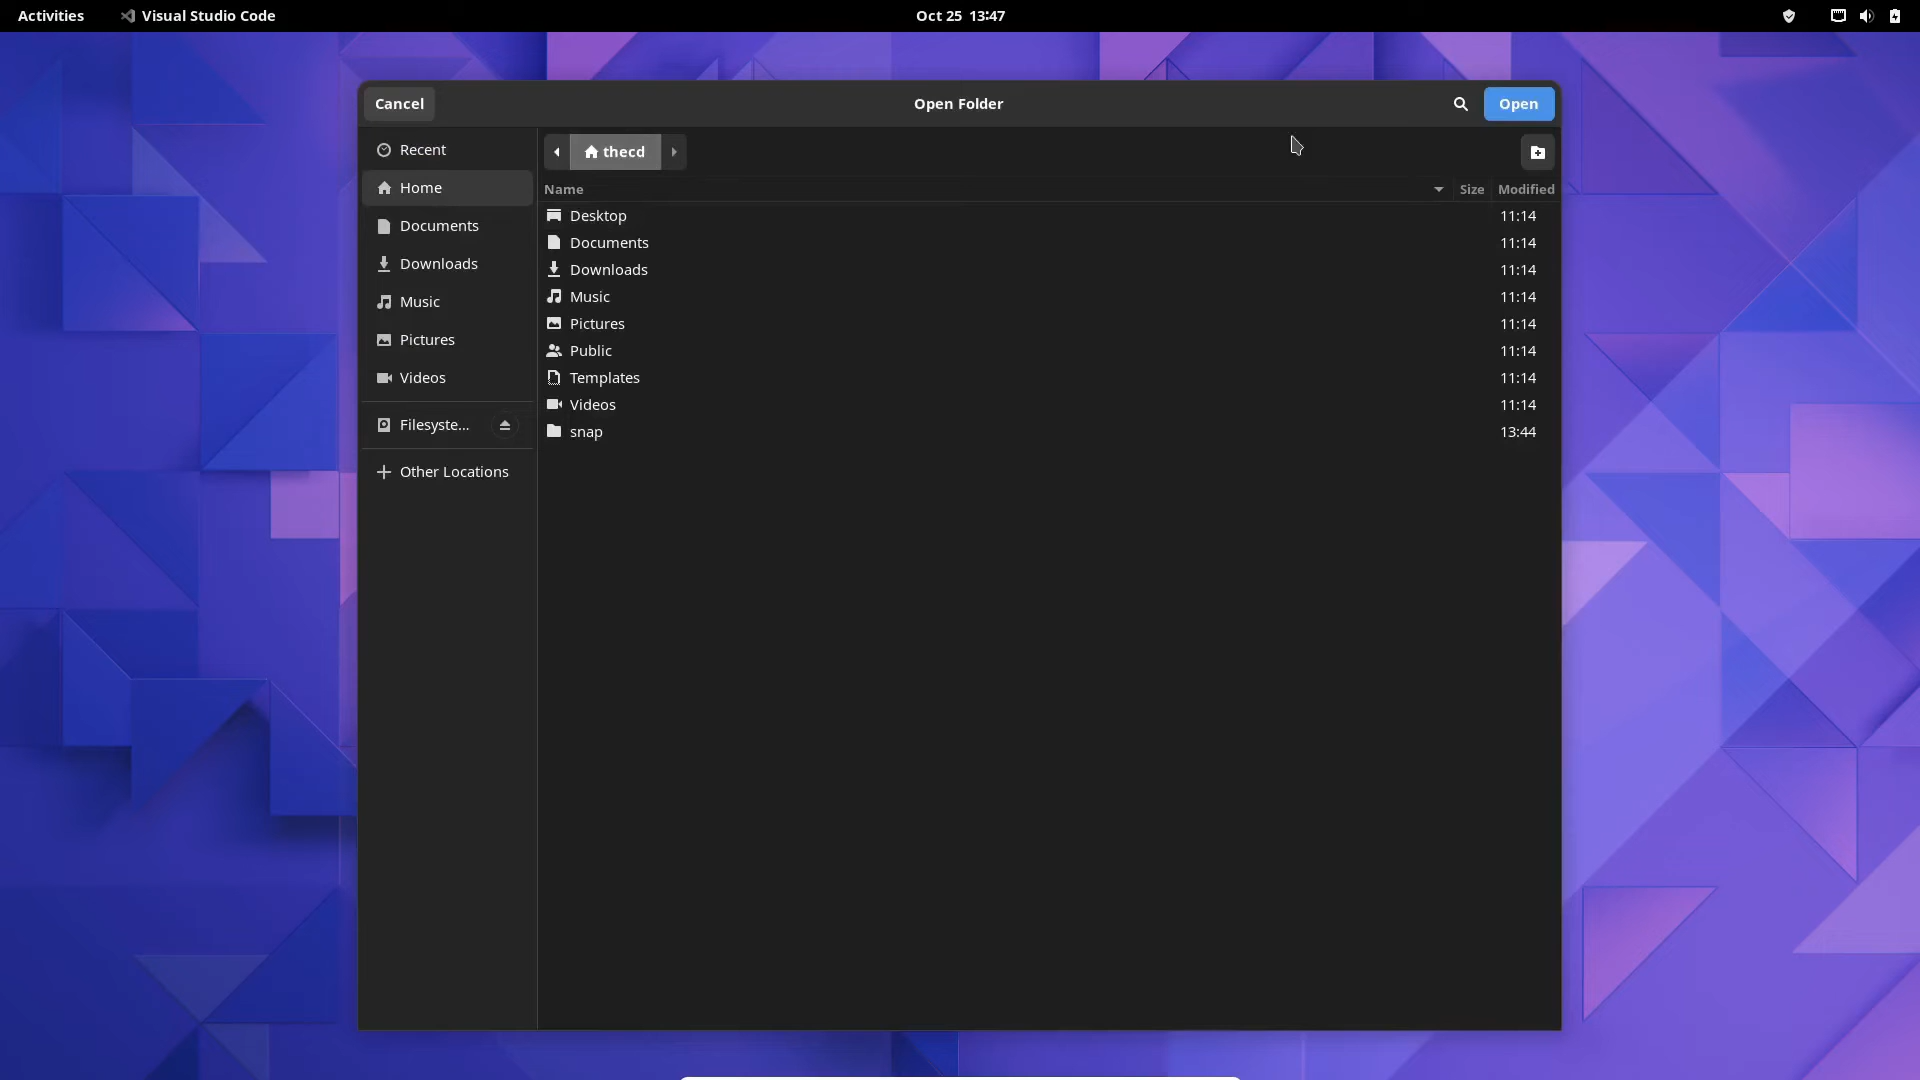 Activities Visual Studio Code Oct 25 13:47
Cancel Open Folder Open
Recent
Home
Documents
Downloads
Music
Pictures
Videos
Filesyste...
Other Locations
thecd
Name Size Modified
Desktop 11:14
Documents 11:14
Downloads 11:14
Music 11:14
Pictures 11:14
Public 11:14
Templates 11:14
Videos 11:14
snap 13:44